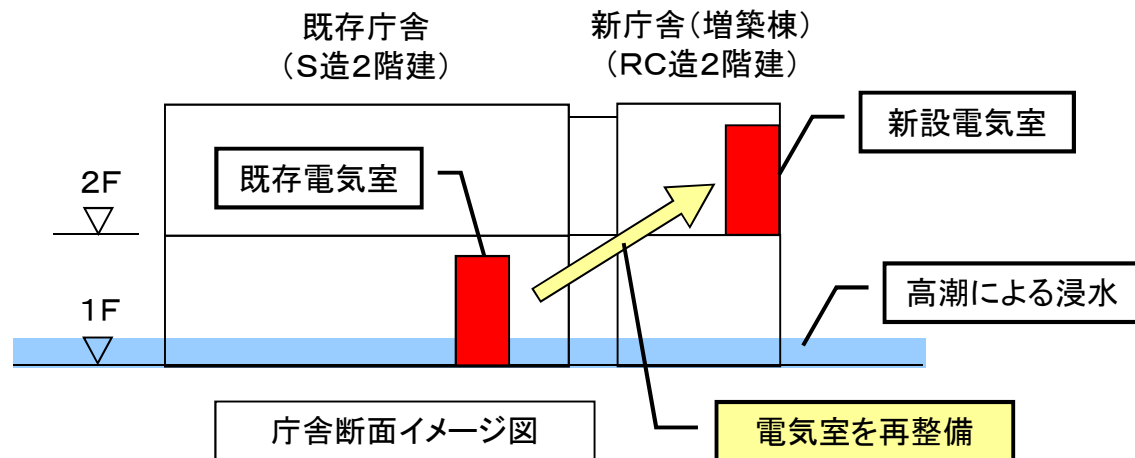 既存庁舎
（Ｓ造２階建）
新庁舎（増築棟）
（ＲＣ造２階建）
新設電気室
既存電気室
２Ｆ
高潮による浸水
１Ｆ
庁舎断面イメージ図
電気室を再整備